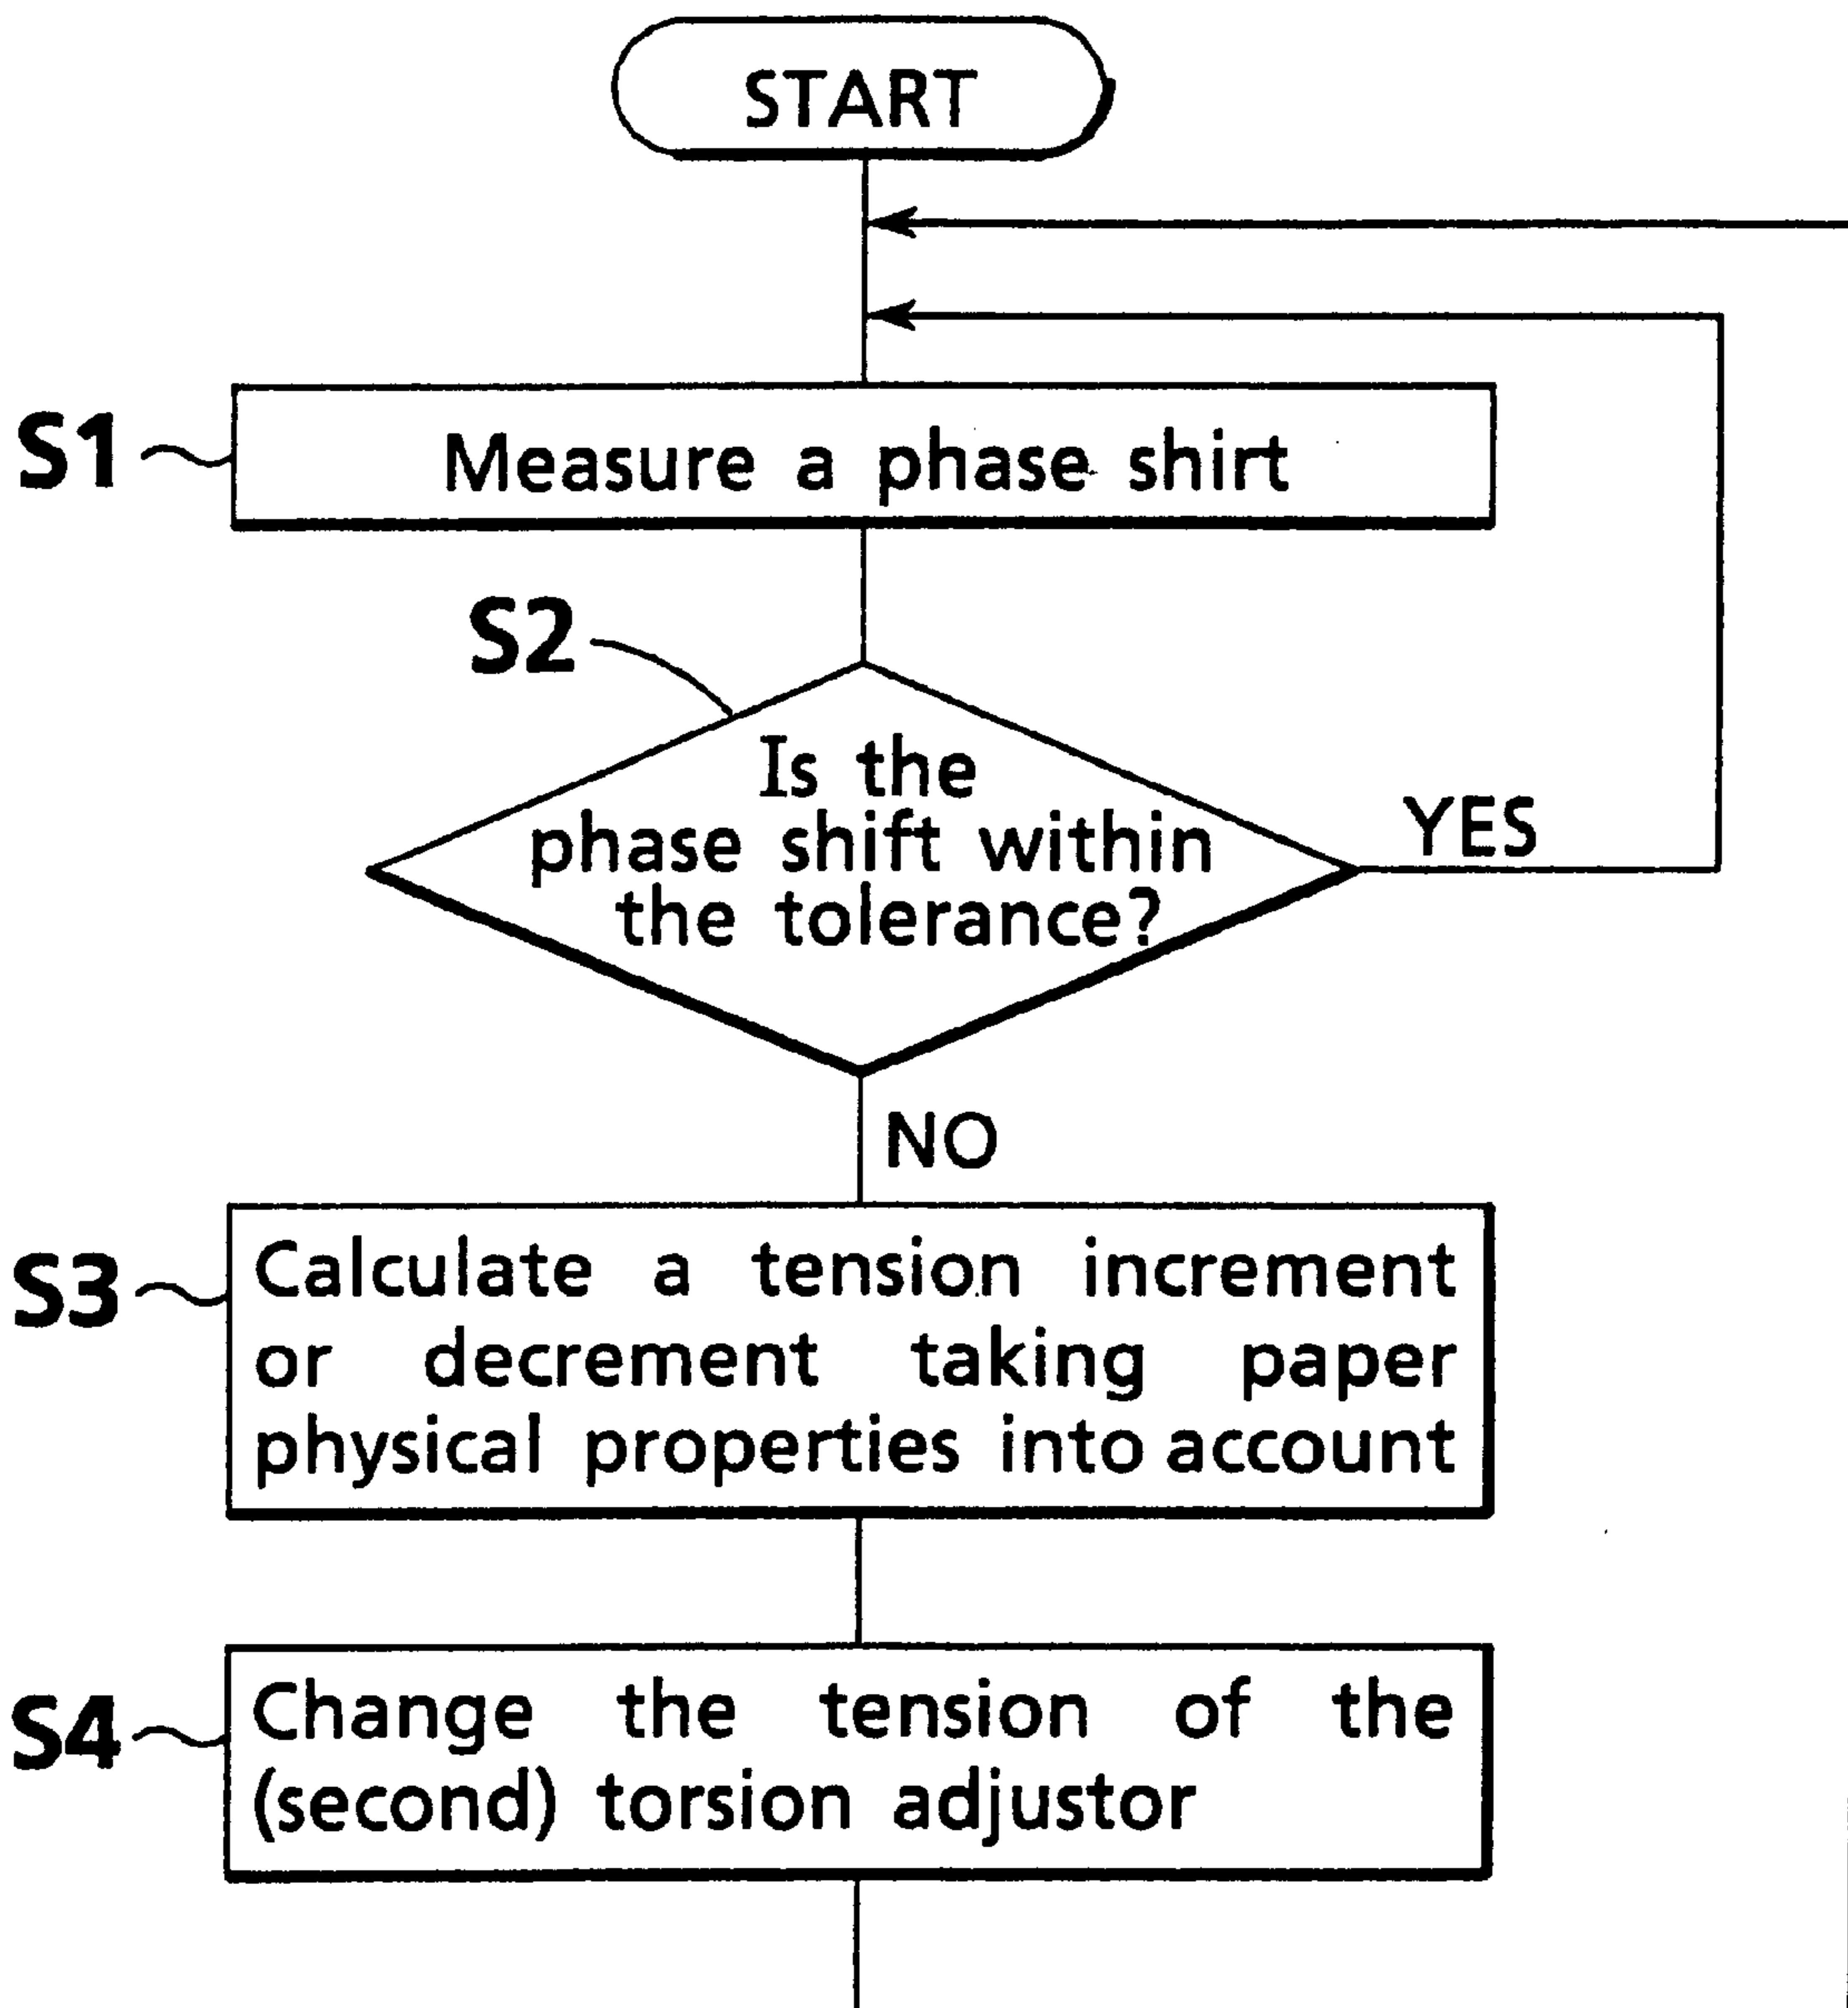 START
S1
Measure a phase shirt
S2
Is the
phase shift within
the tolerance?
YES
NO
S3
Calculate a tension increment
or decrement taking paper
physical properties into account
S4
Change the tension of the
(second) torsion adjustor